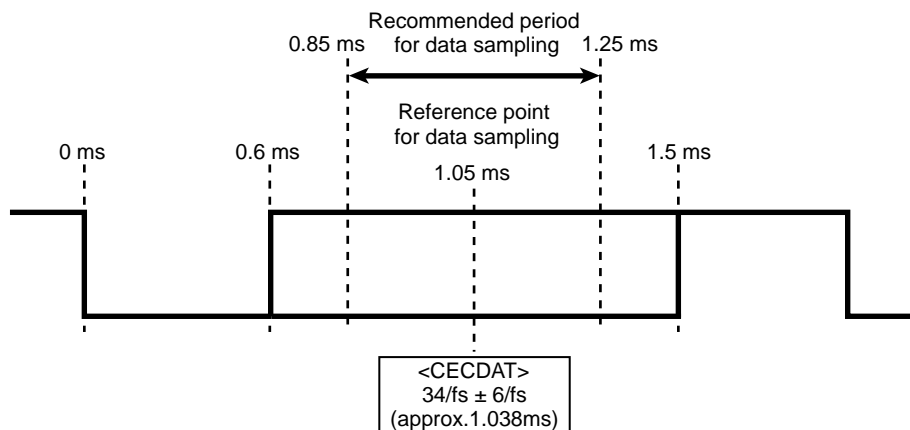 Recommended period
for data sampling
0.85 ms
1.25 ms
Reference point
for data sampling
0 ms
0.6 ms
1.05 ms
1.5 ms
<CECDAT>
34/fs ± 6/fs
(approx.1.038ms)